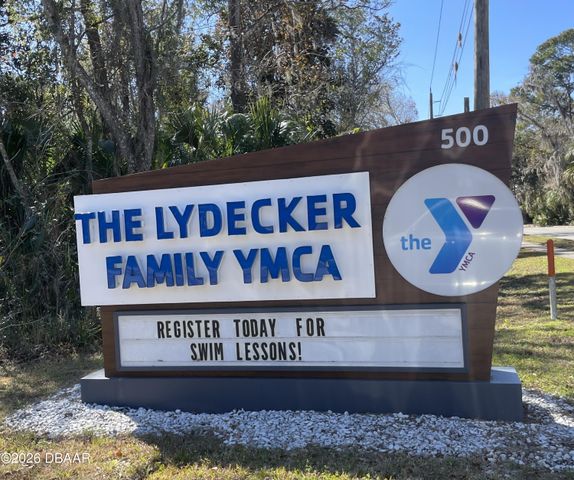 500
THE LYDECKER
FAMILY YMCA
the
YMCA
REGISTER TODAY FOR
SWIM LESSONS!
©2026 DBAAR